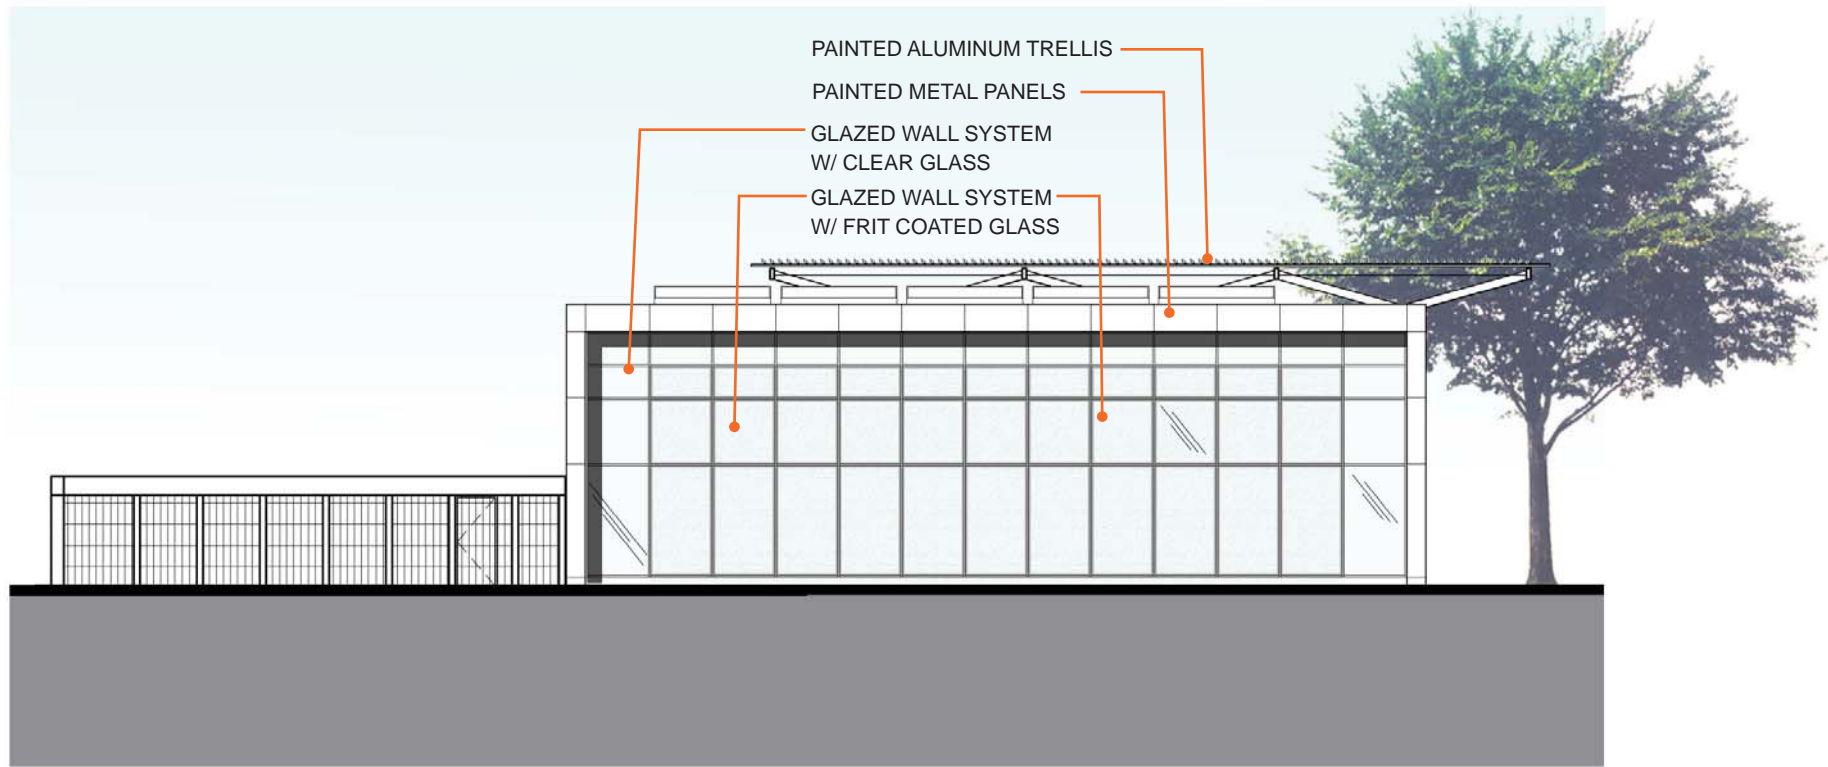 PAINTED ALUMINUM TRELLIS
PAINTED METAL PANELS
GLAZED WALL SYSTEM
W/ CLEAR GLASS
GLAZED WALL SYSTEM
W/ FRIT COATED GLASS